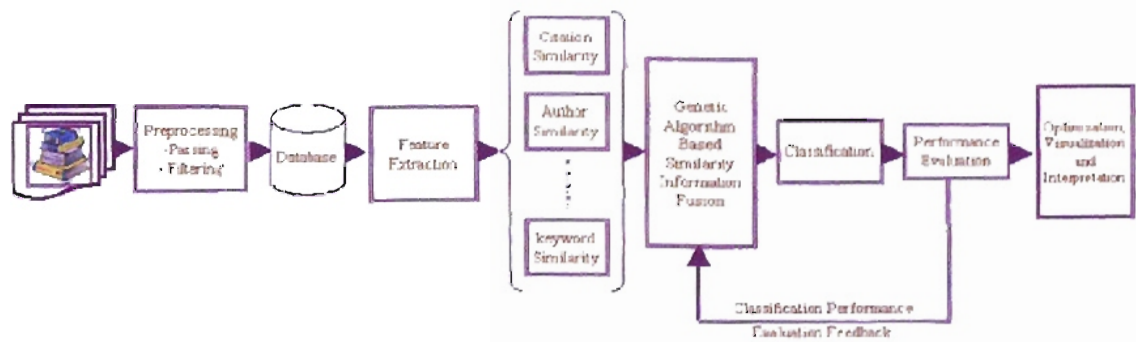 Preprocessing
-Parsing
- Filtering
Database
Feature
Extraction
Citation
Similarity
Author
Similarity
keyword
Similarity
Genetic
Algorithm
Based
Similarity
Information
Fusion
Classification
Performance
Evaluation
Optimization,
Visualization
and
Interpretation
Classification Performance
Evaluation Feedback